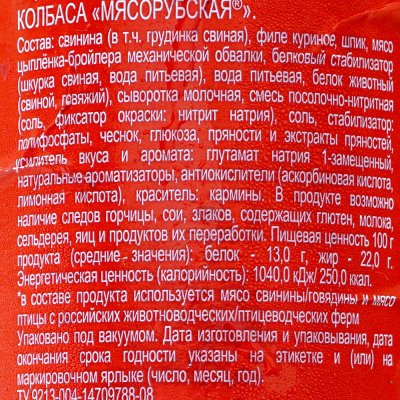 КОЛБАСА «МЯСОРУБСКАЯ®».
Состав: свинина (в т.ч. грудинка свиная), филе куриное, шпик, мясо
цыплёнка-бройлера механической обвалки, белковый стабилизатор
(шкурка свиная, вода питьевая), вода питьевая, белок животный
(свиной, говяжий), сыворотка молочная, смесь посолочно-нитритная
(соль, фиксатор окраски: нитрит натрия), соль, стабилизатор:
полифосфаты, чеснок, глюкоза, пряности и экстракты пряностей,
усилитель вкуса и аромата: глутамат натрия 1-замещенный,
натуральные ароматизаторы, антиокислители (аскорбиновая кислота,
лимонная кислота), краситель: кармины. В продукте возможно
наличие следов горчицы, сои, злаков, содержащих глютен, молока,
сельдерея, яиц и продуктов их переработки. Пищевая ценность 100 г
продукта (средние значения): белок - 13,0 г, жир - 22,0 г.
Энергетическая ценность (калорийность): 1040,0 кДж/ 250,0 ккал.
*в составе продукта используется мясо свинины/говядины и мясо
птицы с российских животноводческих/птицеводческих ферм
Упаковано под вакуумом. Дата изготовления и упаковывания, дата
окончания срока годности указаны на этикетке и (или) на
маркировочном ярлыке (число, месяц, год).
ТУ 9213-004-14709788-08